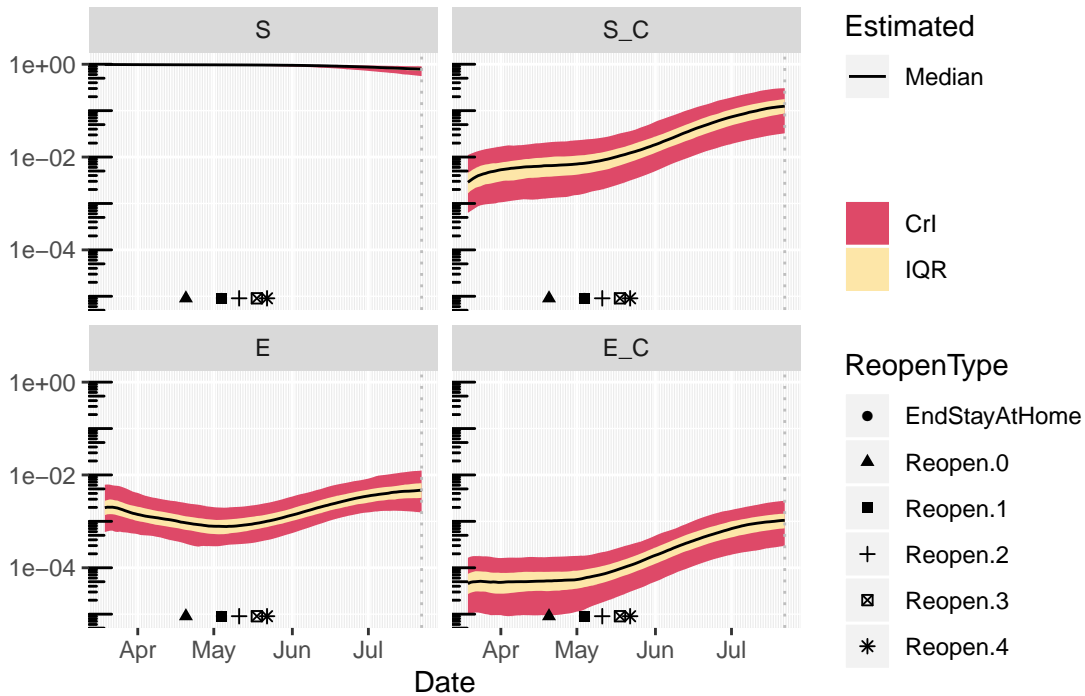 S
S_C
1e+00
1e−02
1e−04
E
E_C
1e+00
1e−02
1e−04
Apr
May
Jun
Jul
Apr
May
Jun
Jul
Date
Estimated
Median
CrI
IQR
ReopenType
EndStayAtHome
Reopen.0
Reopen.1
Reopen.2
Reopen.3
Reopen.4